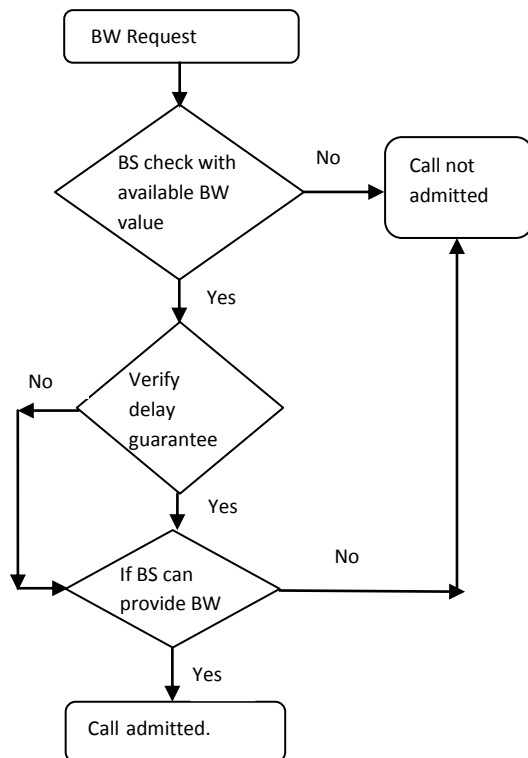 BW Request
BS check with
available BW
value
No
Call not
admitted
Yes
No
Verify
delay
guarantee
Yes
If BS can
provide BW
No
Yes
Call admitted.